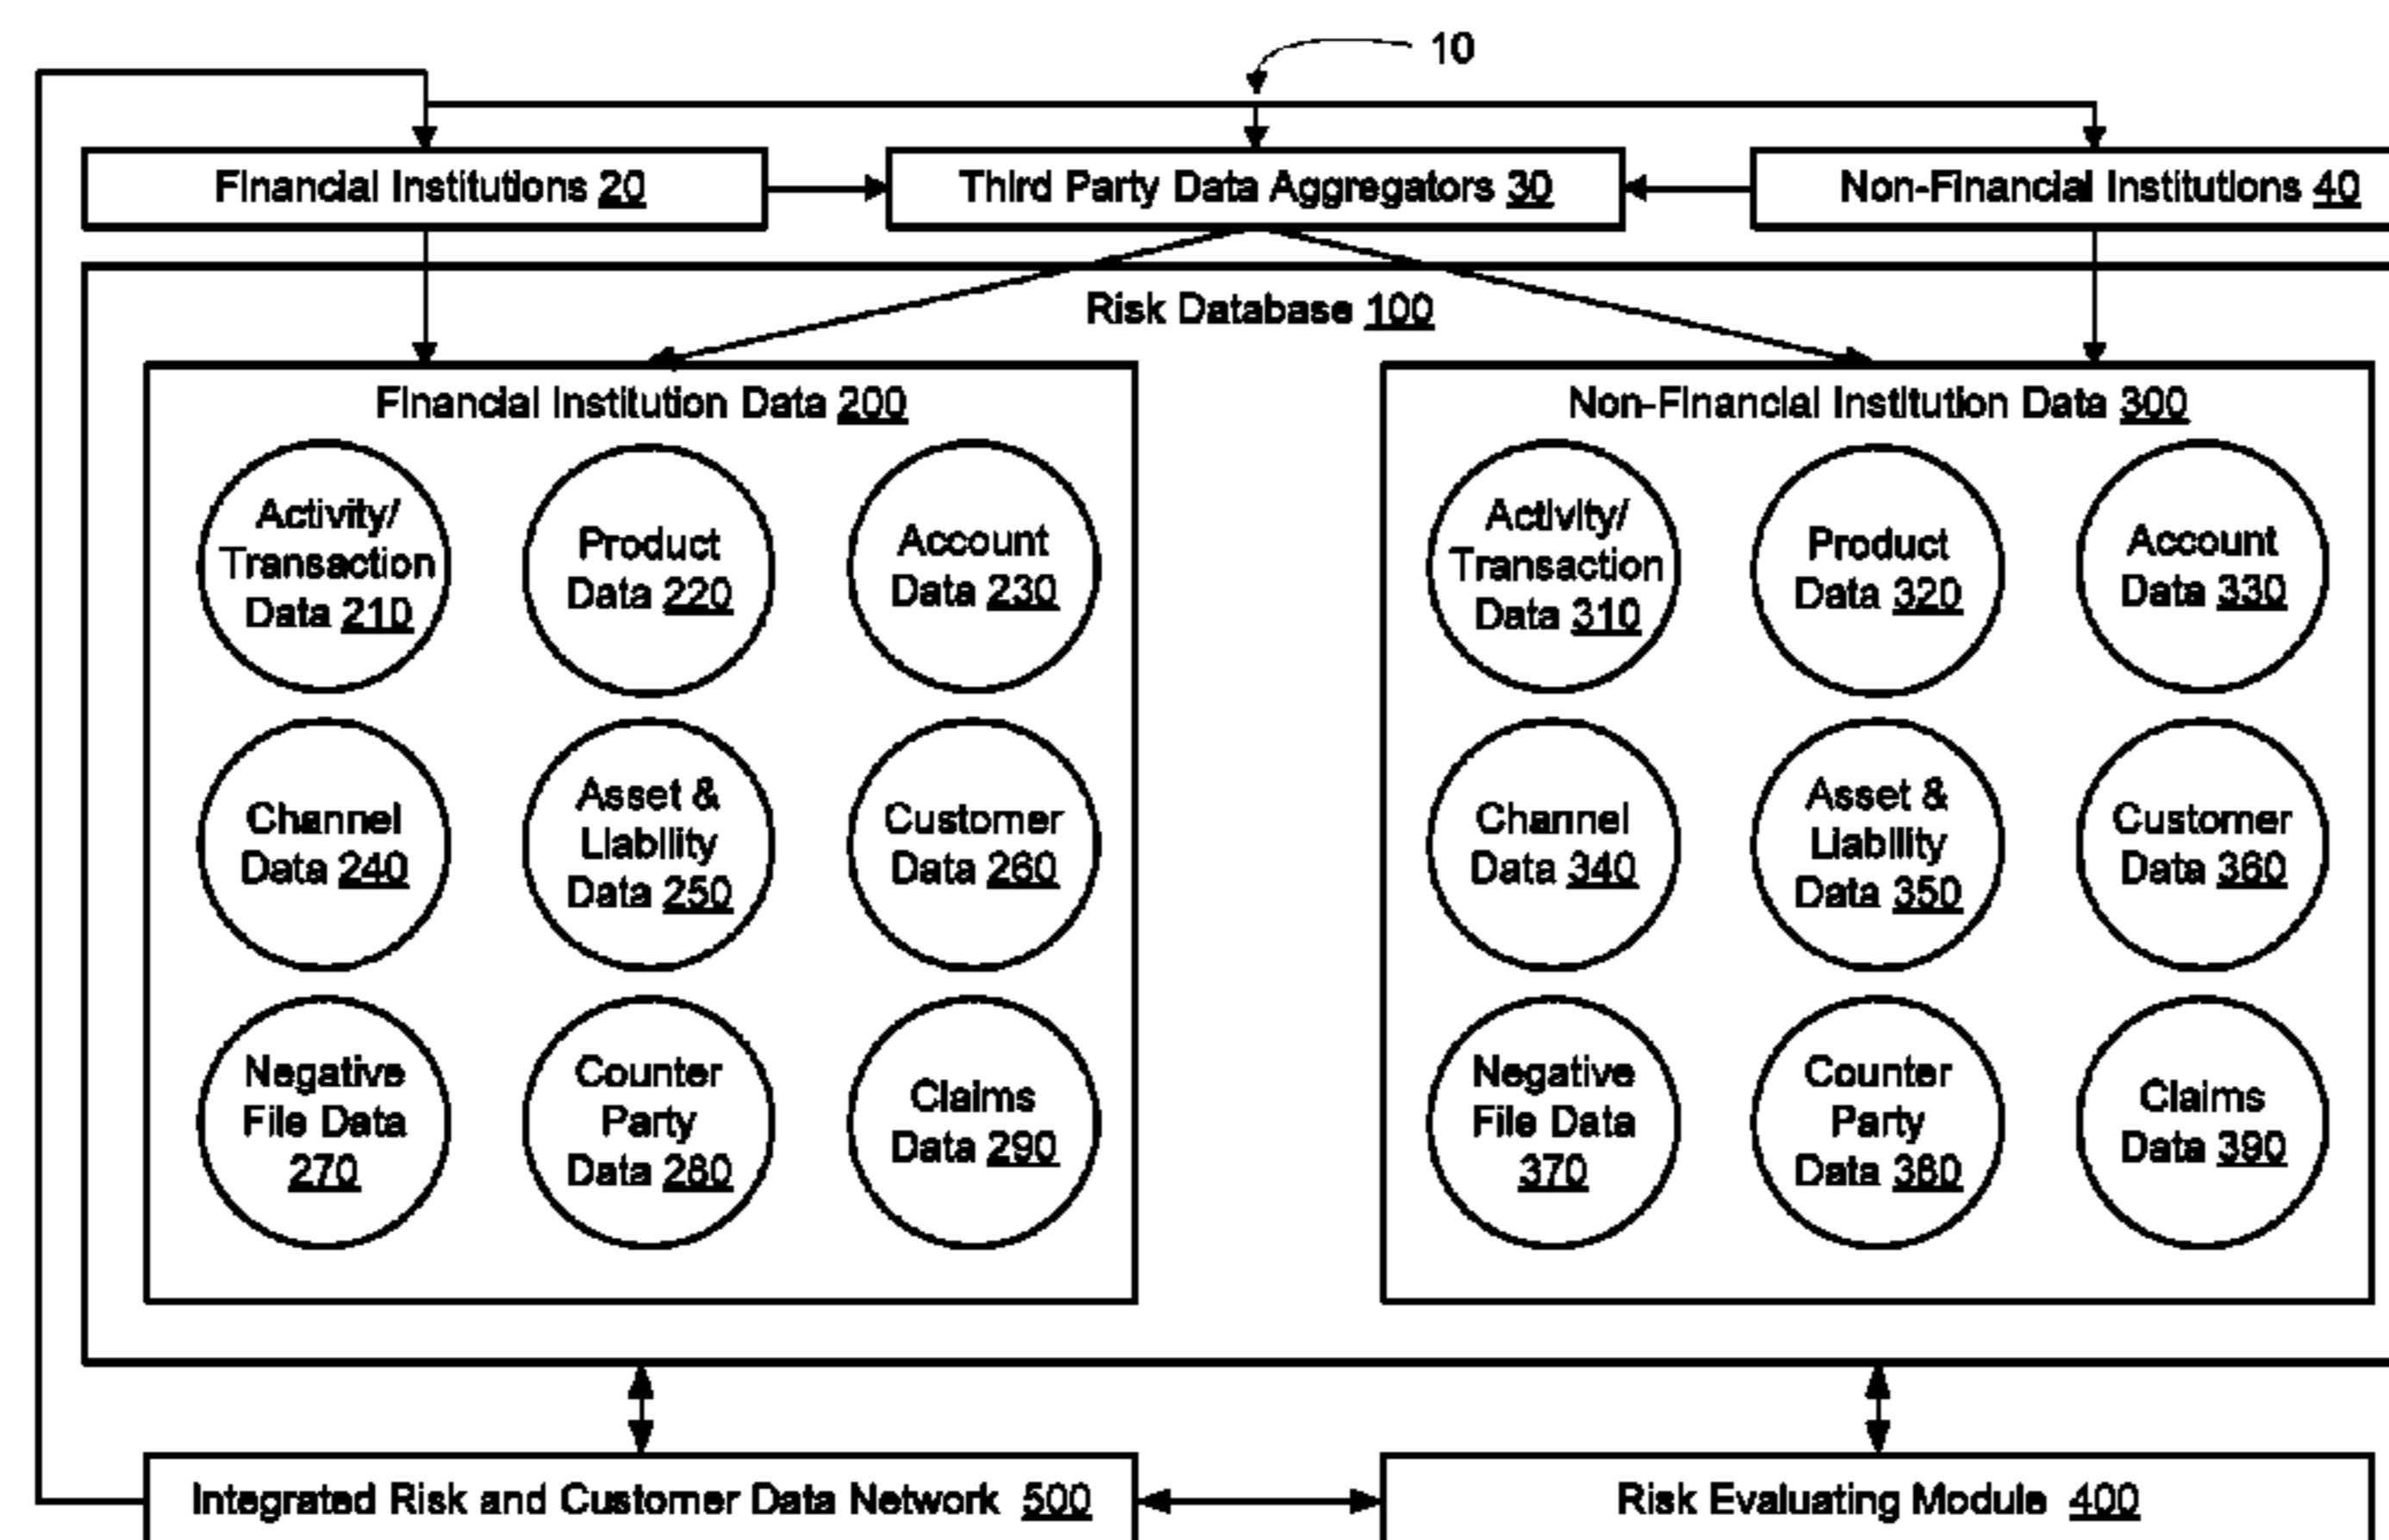 10
Financial Institutions 20
Third Party Data Aggregators 30
Non-Financial Institutions 40
Risk Database 100
Financial Institution Data 200
Activity/
Transaction
Data 210
Product
Data 220
Account
Data 230
Channel
Data 240
Asset &
Liability
Data 250
Customer
Data 260
Negative
File Data
270
Counter
Party
Data 280
Claims
Data 290
Non-Financial Institution Data 300
Activity/
Transaction
Data 310
Product
Data 320
Account
Data 330
Channel
Data 340
Asset &
Liability
Data 350
Customer
Data 360
Negative
File Data
370
Counter
Party
Data 380
Claims
Data 390
Integrated Risk and Customer Data Network 500
Risk Evaluating Module 400